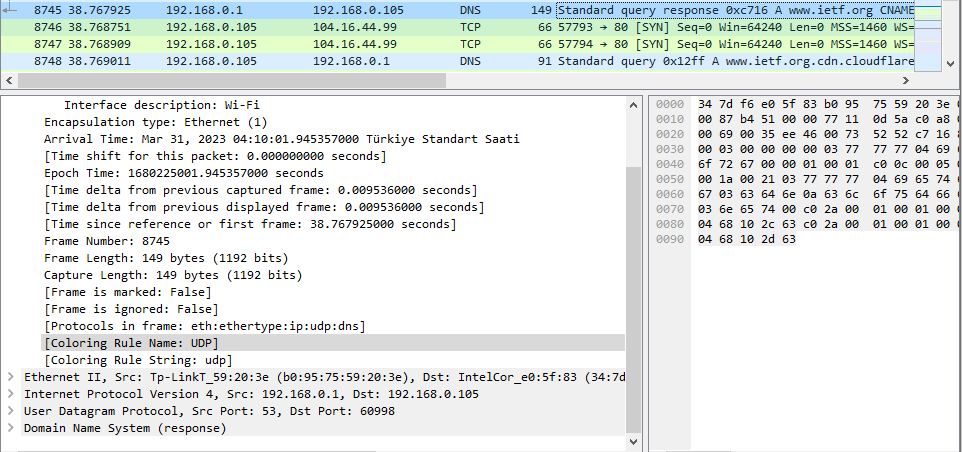 8745 38.767925 192.168.0.1 192.168.0.105 DNS 149 Standard query response 0xc716 A www.ietf.org CNAME
8746 38.768751 192.168.0.105 104.16.44.99 TCP 66 57793 → 80 [SYN] Seq=0 Win=64240 Len=0 MSS=1460 WS=
8747 38.768909 192.168.0.105 104.16.44.99 TCP 66 57794 → 80 [SYN] Seq=0 Win=64240 Len=0 MSS=1460 WS=
8748 38.769011 192.168.0.105 192.168.0.1 DNS 91 Standard query 0x12ff A www.ietf.org.cdn.cloudflare
Interface description: Wi-Fi
Encapsulation type: Ethernet (1)
Arrival Time: Mar 31, 2023 04:10:01.945357000 Türkiye Standart Saati
[Time shift for this packet: 0.000000000 seconds]
Epoch Time: 1680225001.945357000 seconds
[Time delta from previous captured frame: 0.009536000 seconds]
[Time delta from previous displayed frame: 0.009536000 seconds]
[Time since reference or first frame: 38.767925000 seconds]
Frame Number: 8745
Frame Length: 149 bytes (1192 bits)
Capture Length: 149 bytes (1192 bits)
[Frame is marked: False]
[Frame is ignored: False]
[Protocols in frame: eth:ethertype:ip:udp:dns]
[Coloring Rule Name: UDP]
[Coloring Rule String: udp]
Ethernet II, Src: Tp-LinkT_59:20:3e (b0:95:75:59:20:3e), Dst: IntelCor_e0:5f:83 (34:7d
Internet Protocol Version 4, Src: 192.168.0.1, Dst: 192.168.0.105
User Datagram Protocol, Src Port: 53, Dst Port: 60998
Domain Name System (response)
0000 34 7d f6 e0 5f 83 b0 95 75 59 20 3e 0
0010 00 87 b4 51 00 00 77 11 0d 5a c0 a8 0
0020 00 69 00 35 ee 46 00 73 52 52 c7 16 8
0030 00 03 00 00 00 00 03 77 77 77 04 69 6
0040 6f 72 67 00 00 01 00 01 c0 0c 00 05 0
0050 00 1a 00 21 03 77 77 77 04 69 65 74 6
0060 67 03 63 64 6e 0a 63 6c 6f 75 64 66 6
0070 03 6e 65 74 00 c0 2a 00 01 00 01 00 0
0080 04 68 10 2c 63 c0 2a 00 01 00 01 00 0
0090 04 68 10 2d 63